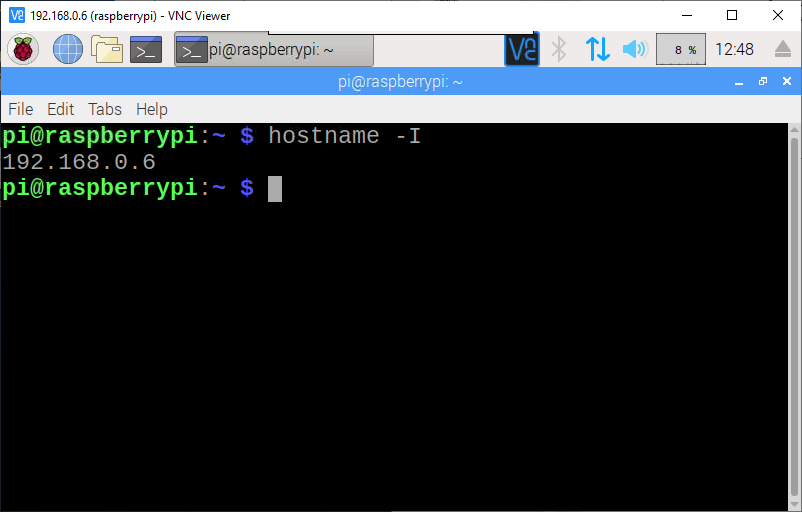 192.168.0.6 (raspberrypi) - VNC Viewer
pi@raspberrypi: ~
8 %
12:48
pi@raspberrypi: ~
File Edit Tabs Help
pi@raspberrypi:~ $ hostname -I
192.168.0.6
pi@raspberrypi:~ $